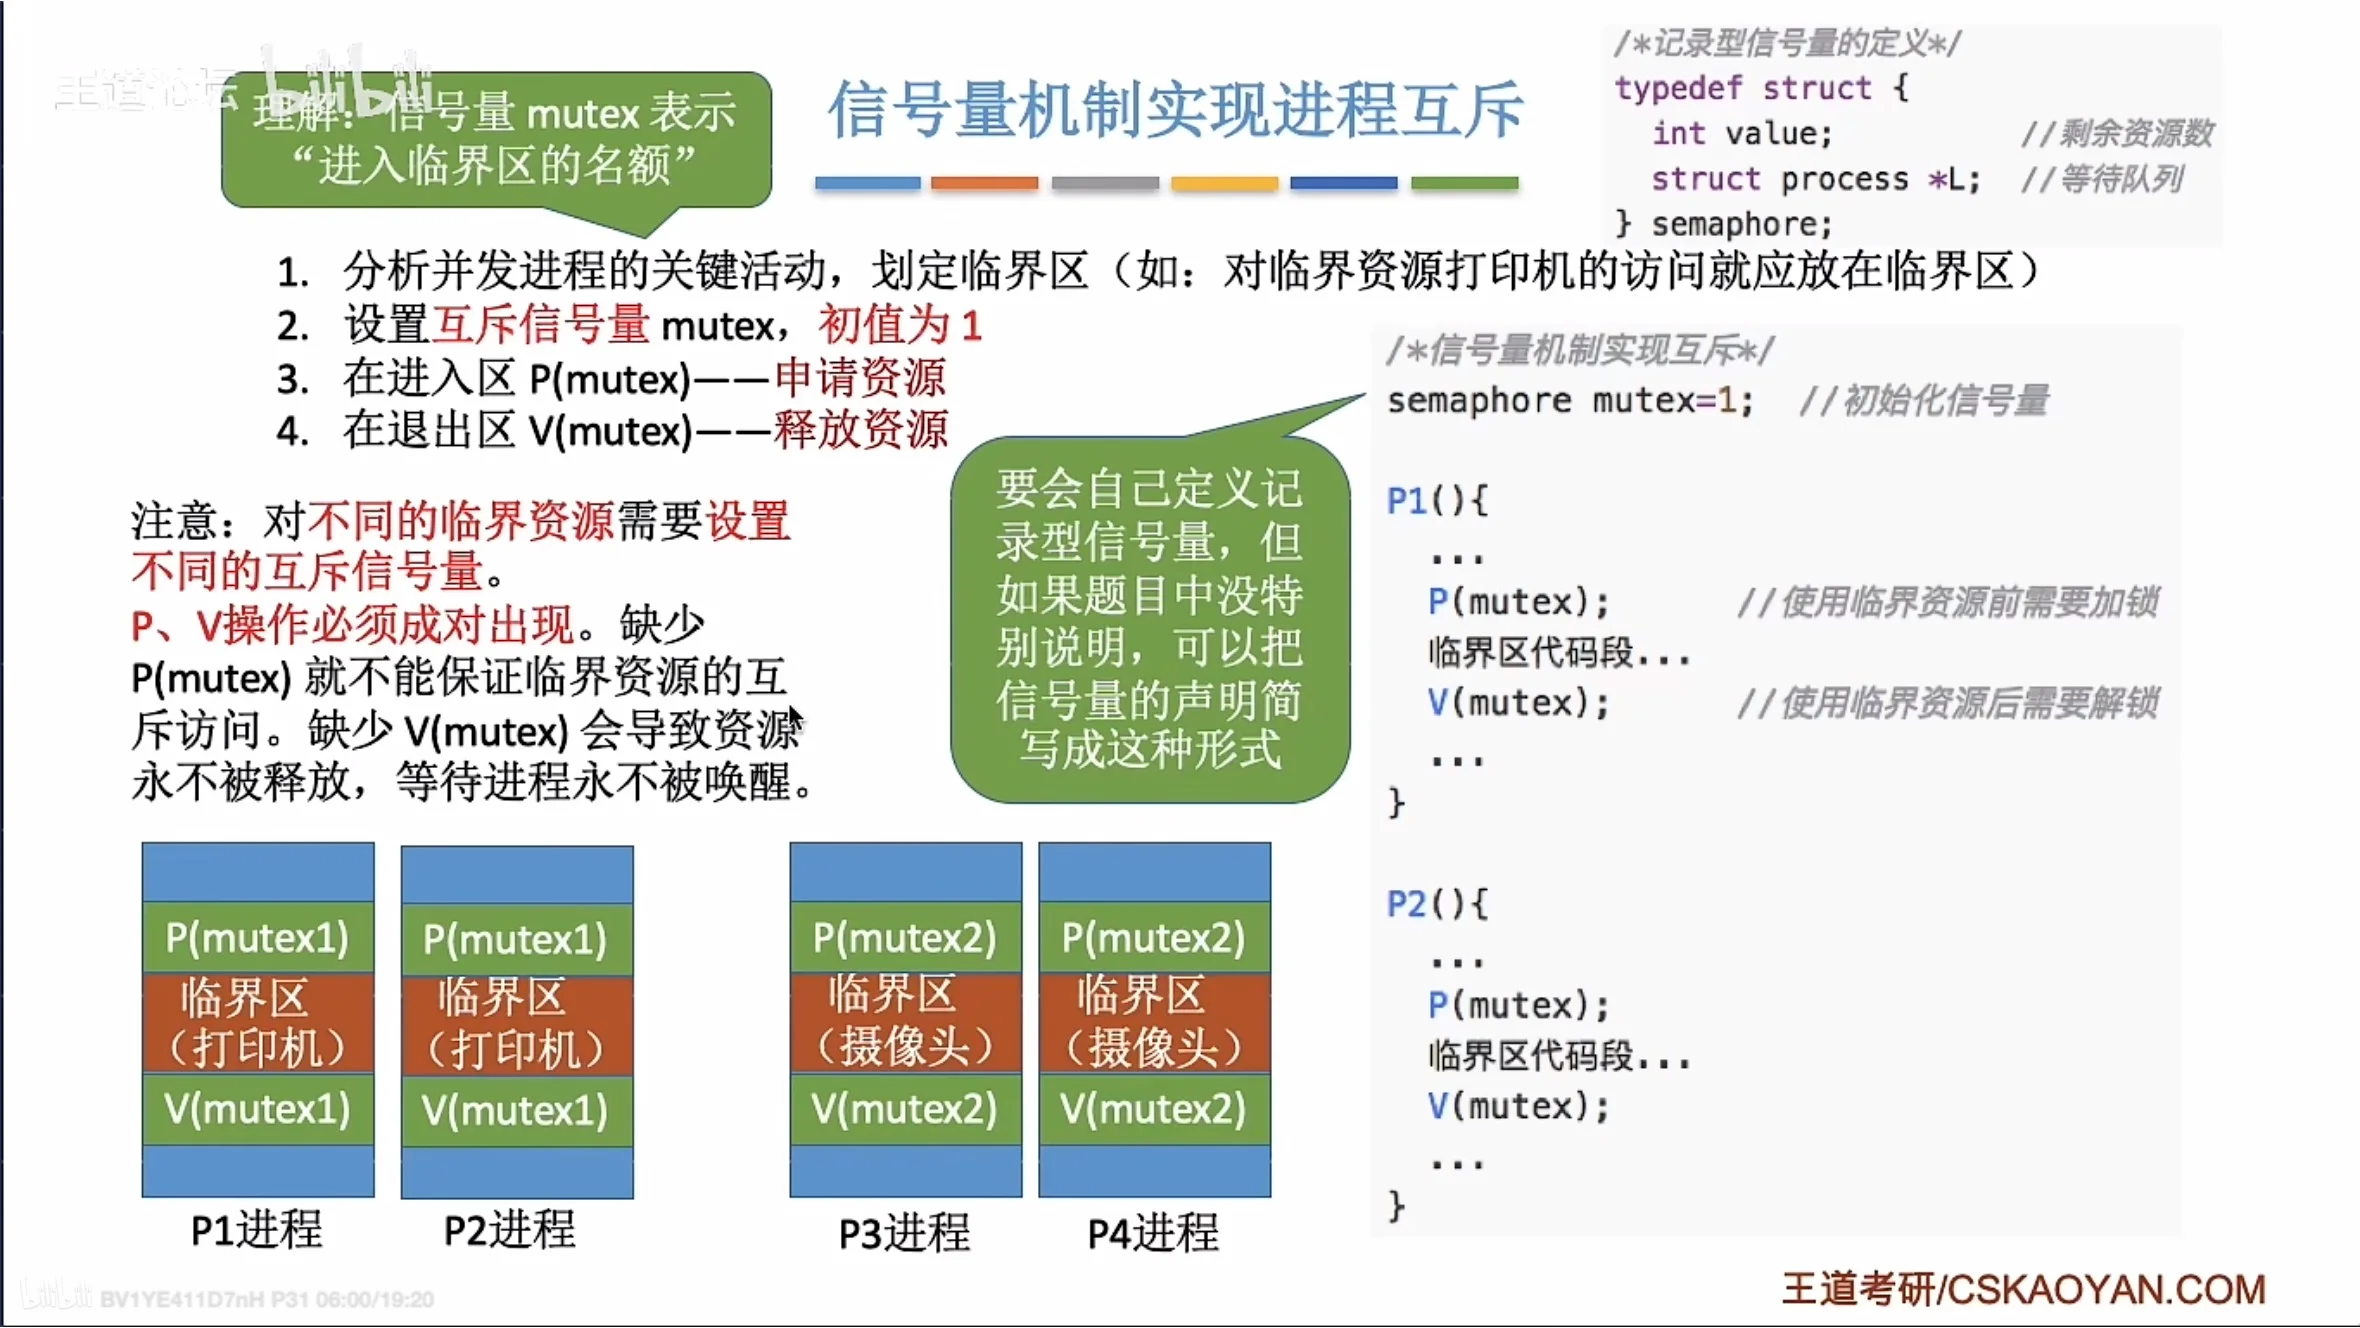 王道论坛 bilibili
理解：信号量 mutex 表示
“进入临界区的名额”
信号量机制实现进程互斥
/*记录型信号量的定义*/
typedef struct {
int value; //剩余资源数
struct process *L; //等待队列
} semaphore;
1. 分析并发进程的关键活动，划定临界区（如：对临界资源打印机的访问就应放在临界区）
2. 设置互斥信号量 mutex，初值为 1
3. 在进入区 P(mutex)——申请资源
4. 在退出区 V(mutex)——释放资源
注意：对不同的临界资源需要设置
不同的互斥信号量。
P、V操作必须成对出现。缺少
P(mutex) 就不能保证临界资源的互
斥访问。缺少 V(mutex) 会导致资源
永不被释放，等待进程永不被唤醒。
要会自己定义记
录型信号量，但
如果题目中没特
别说明，可以把
信号量的声明简
写成这种形式
/*信号量机制实现互斥*/
semaphore mutex=1; //初始化信号量
P1(){
...
P(mutex); //使用临界资源前需要加锁
临界区代码段...
V(mutex); //使用临界资源后需要解锁
...
}
P2(){
...
P(mutex);
临界区代码段...
V(mutex);
...
}
P(mutex1)
临界区
（打印机）
V(mutex1)
P1进程
P(mutex1)
临界区
（打印机）
V(mutex1)
P2进程
P(mutex2)
临界区
（摄像头）
V(mutex2)
P3进程
P(mutex2)
临界区
（摄像头）
V(mutex2)
P4进程
bilibili BV1YE411D7nH P31 06:00/19:20
王道考研/CSKAOYAN.COM